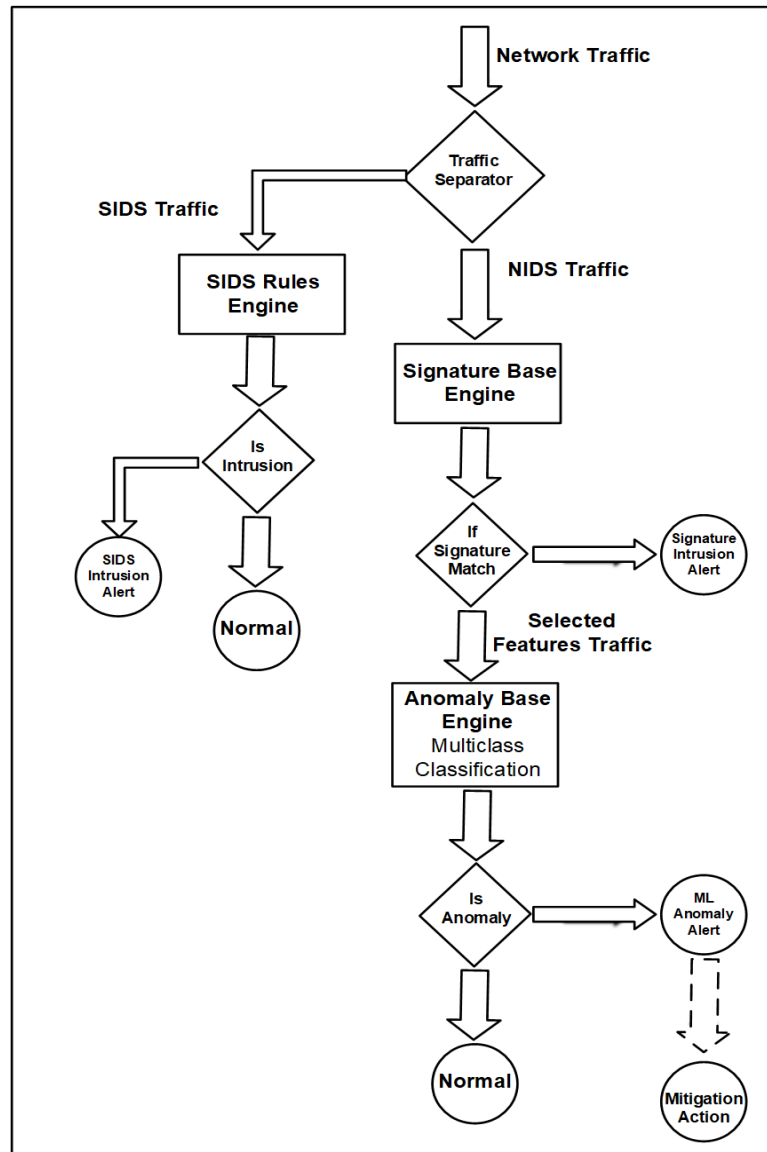 Network Traffic
Traffic
Separator
SIDS Traffic
NIDS Traffic
SIDS Rules
Engine
Signature Base
Engine
Is
Intrusion
If
Signature
Match
Signature
Intrusion
Alert
SIDS
Intrusion
Alert
Normal
Selected
Features Traffic
Anomaly Base
Engine
Multiclass
Classification
Is
Anomaly
ML
Anomaly
Alert
Normal
Mitigation
Action